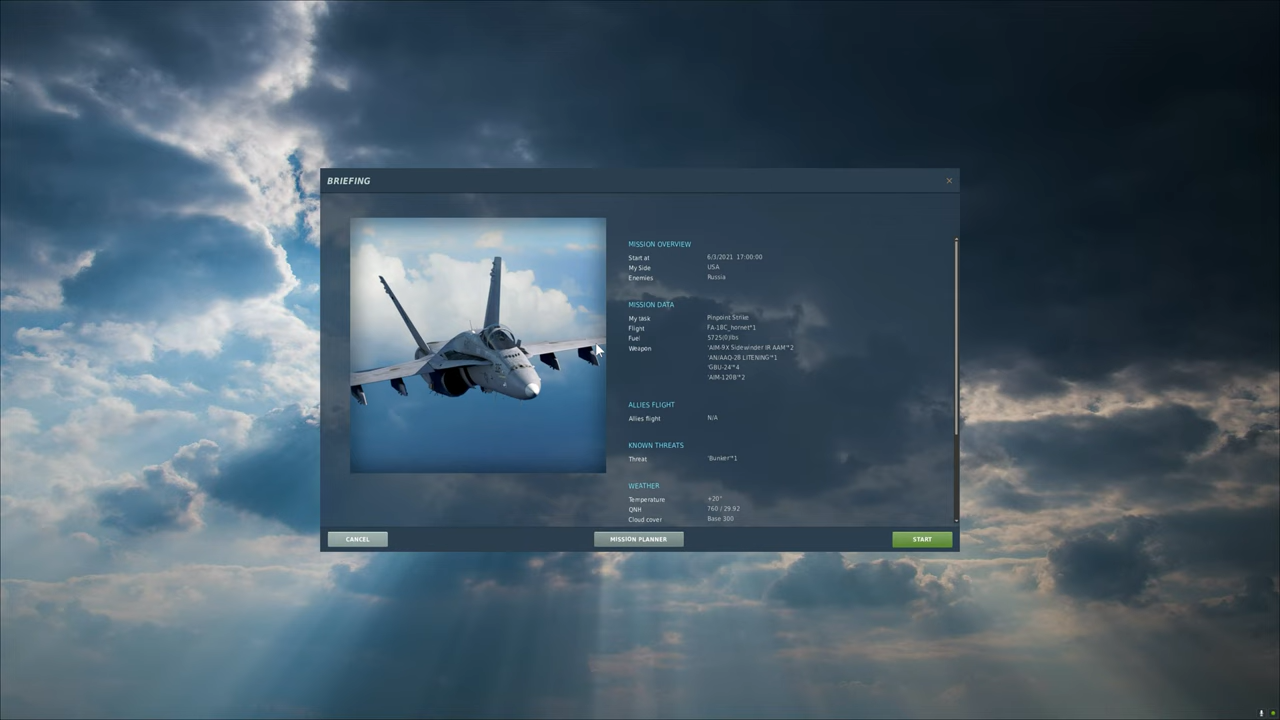 BRIEFING
×
MISSION OVERVIEW
Start at 6/3/2021 17:00:00
My Side USA
Enemies Russia
MISSION DATA
My task Pinpoint Strike
Flight FA-18C_hornet*1
Fuel 5725(0)lbs
Weapon 'AIM-9X Sidewinder IR AAM'*2
'AN/AAQ-28 LITENING'*1
'GBU-24'*4
'AIM-120B'*2
ALLIES FLIGHT
Allies flight N/A
KNOWN THREATS
Threat 'Bunker'*1
WEATHER
Temperature +20°
QNH 760 / 29.92
Cloud cover Base 300
CANCEL MISSION PLANNER START